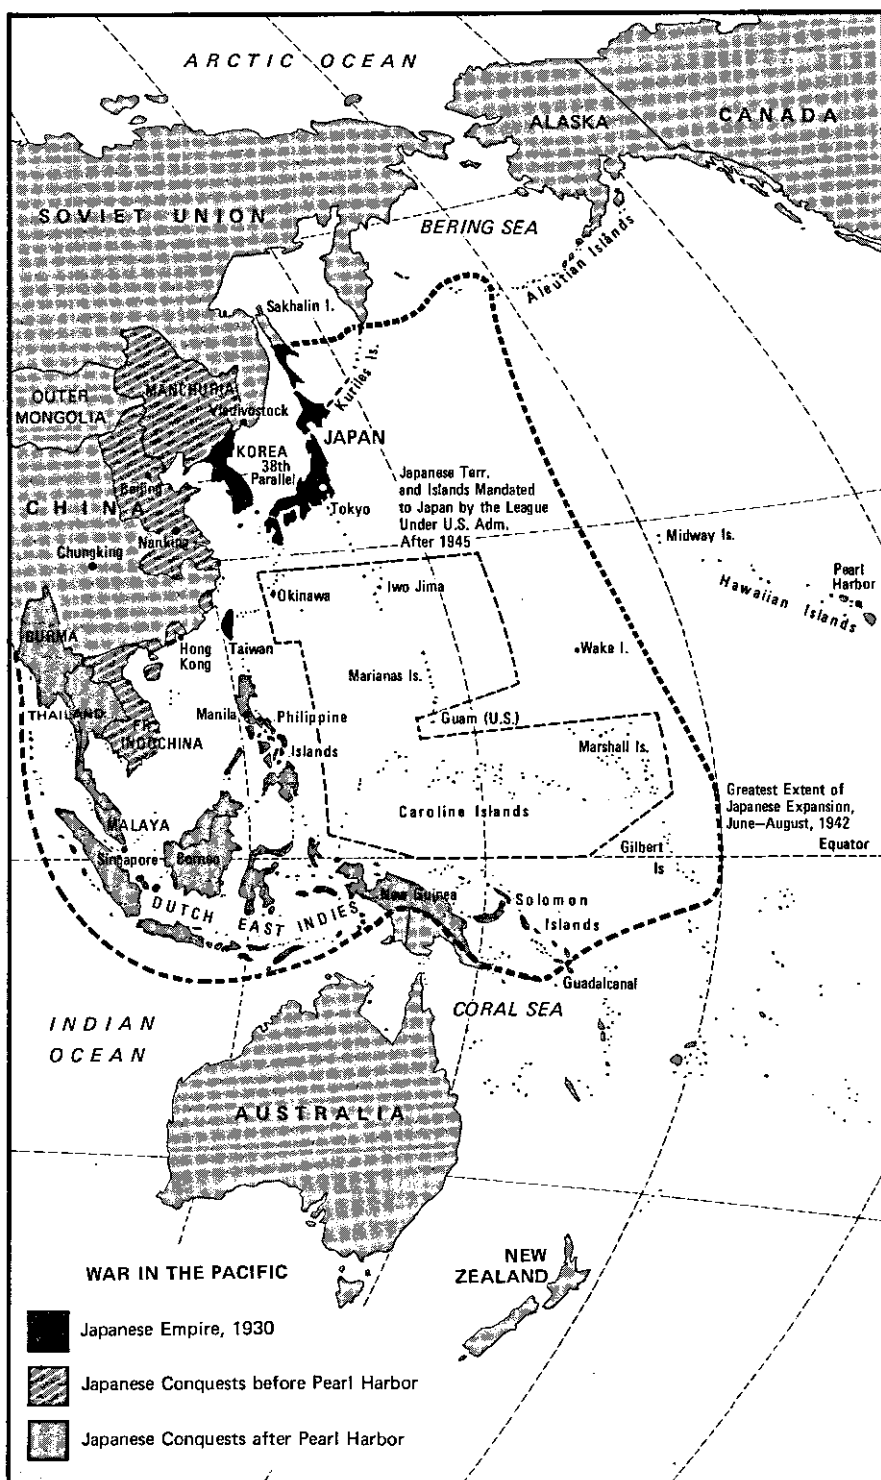 ARCTIC OCEAN
ALASKA
CANADA
SOVIET UNION
BERING SEA
Aleutian Islands
Sakhalin I.
Kuriles Is.
OUTER
MONGOLIA
MANCHURIA
Vladivostock
KOREA
38th
Parallel
JAPAN
Tokyo
Japanese Terr.
and Islands Mandated
to Japan by the League
Under U.S. Adm.
After 1945
CHINA
Beijing
Nanking
Chungking
Midway Is.
Pearl
Harbor
Hawaiian Islands
Okinawa
Iwo Jima
BURMA
Hong
Kong
Taiwan
Wake I.
Marianas Is.
THAILAND
Manila
Philippine
Islands
Guam (U.S.)
FR.
INDOCHINA
Marshall Is.
Caroline Islands
Greatest Extent of
Japanese Expansion,
June–August, 1942
MALAYA
Singapore
Borneo
Gilbert
Is
Equator
DUTCH
EAST INDIES
New Guinea
Solomon
Islands
Guadalcanal
CORAL SEA
INDIAN
OCEAN
AUSTRALIA
NEW
ZEALAND
WAR IN THE PACIFIC
Japanese Empire, 1930
Japanese Conquests before Pearl Harbor
Japanese Conquests after Pearl Harbor